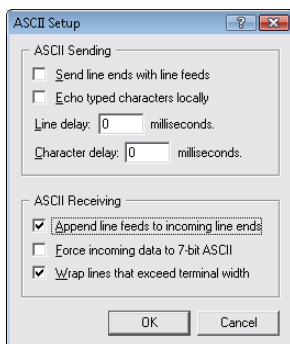 ASCII Setup
ASCII Sending
Send line ends with line feeds
Echo typed characters locally
Line delay: 0 milliseconds.
Character delay: 0 milliseconds.
ASCII Receiving
Append line feeds to incoming line ends
Force incoming data to 7-bit ASCII
Wrap lines that exceed terminal width
OK Cancel